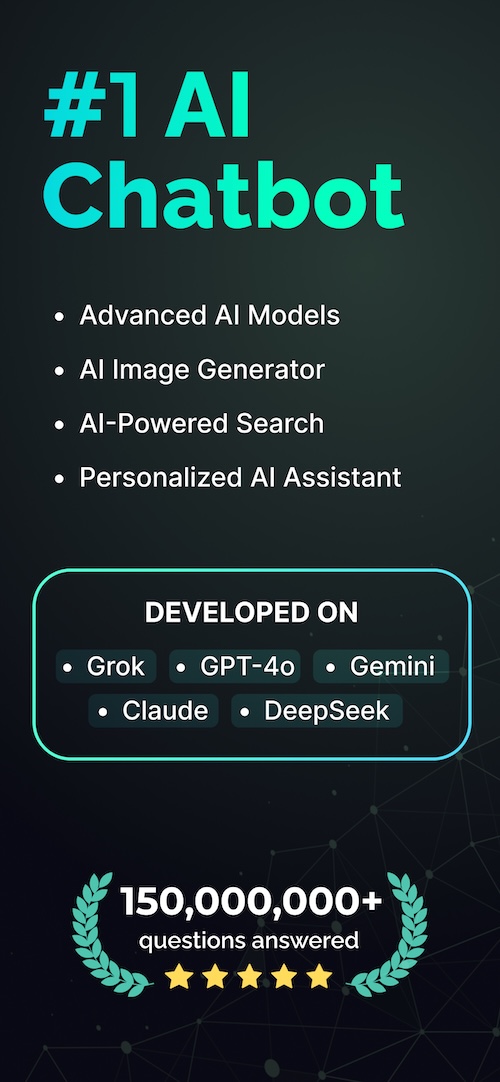 #1 AI
Chatbot
• Advanced AI Models
• AI Image Generator
• AI-Powered Search
• Personalized AI Assistant
DEVELOPED ON
• Grok • GPT-4o • Gemini
• Claude • DeepSeek
150,000,000+
questions answered